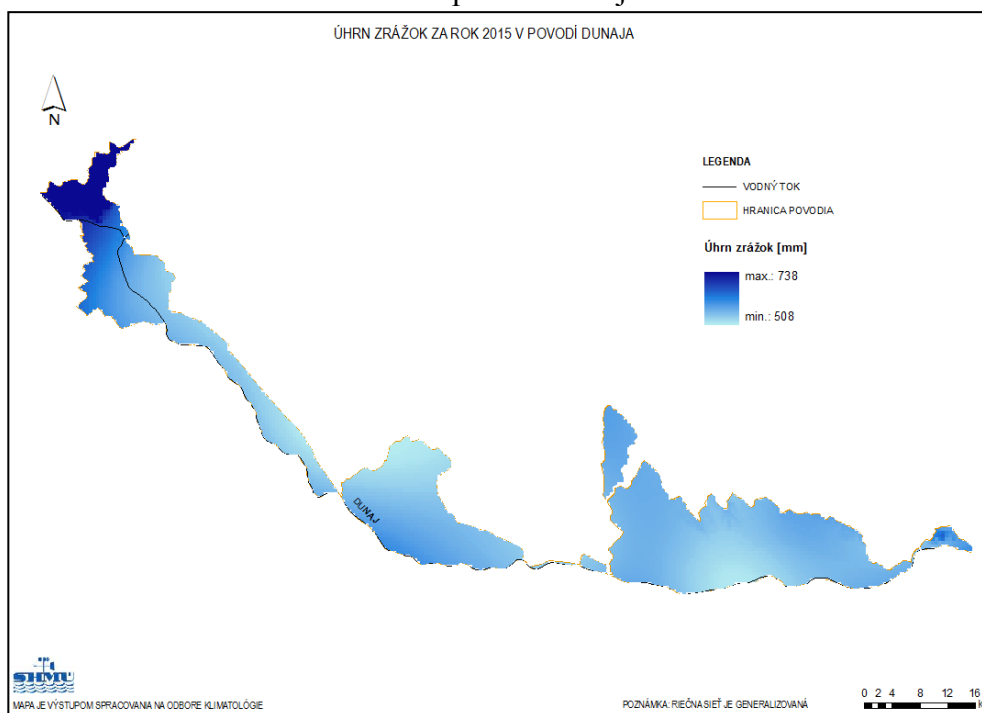 ÚHRN ZRÁŽOK ZA ROK 2015 V POVODÍ DUNAJA
N
LEGENDA
VODNÝ TOK
HRANICA POVODIA
Úhrn zrážok [mm]
max.: 738
min.: 508
DUNAJ
SHMÚ
MAPA JE VÝSTUPOM SPRACOVANIA NA ODBORE KLIMATOLÓGIE
POZNÁMKA: RIEČNA SIEŤ JE GENERALIZOVANÁ
0 2 4 8 12 16